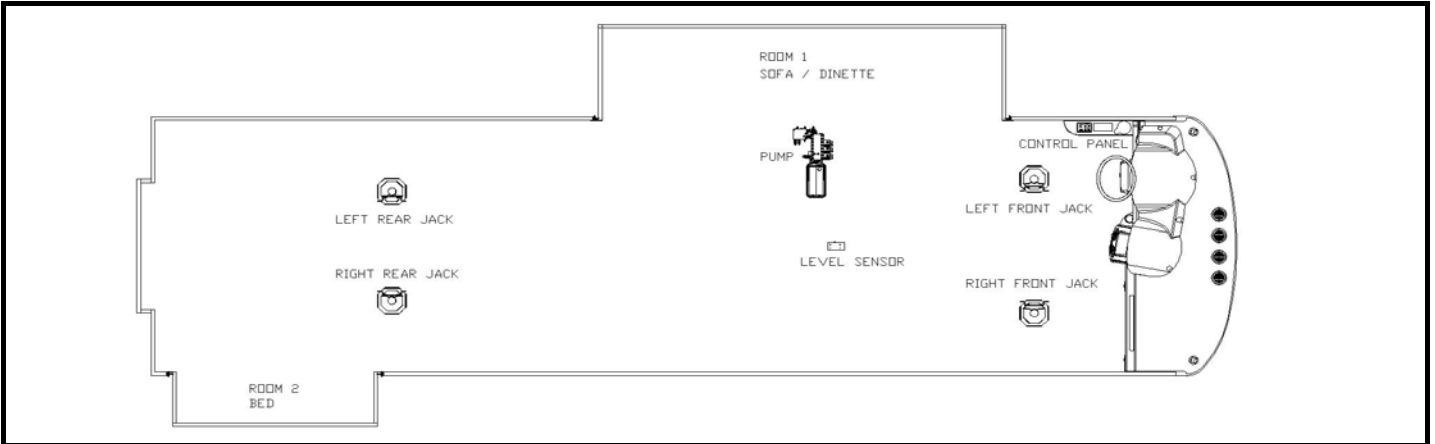 ROOM 1
SOFA / DINETTE
PUMP
CONTROL PANEL
LEFT REAR JACK
LEFT FRONT JACK
LEVEL SENSOR
RIGHT REAR JACK
RIGHT FRONT JACK
ROOM 2
BED